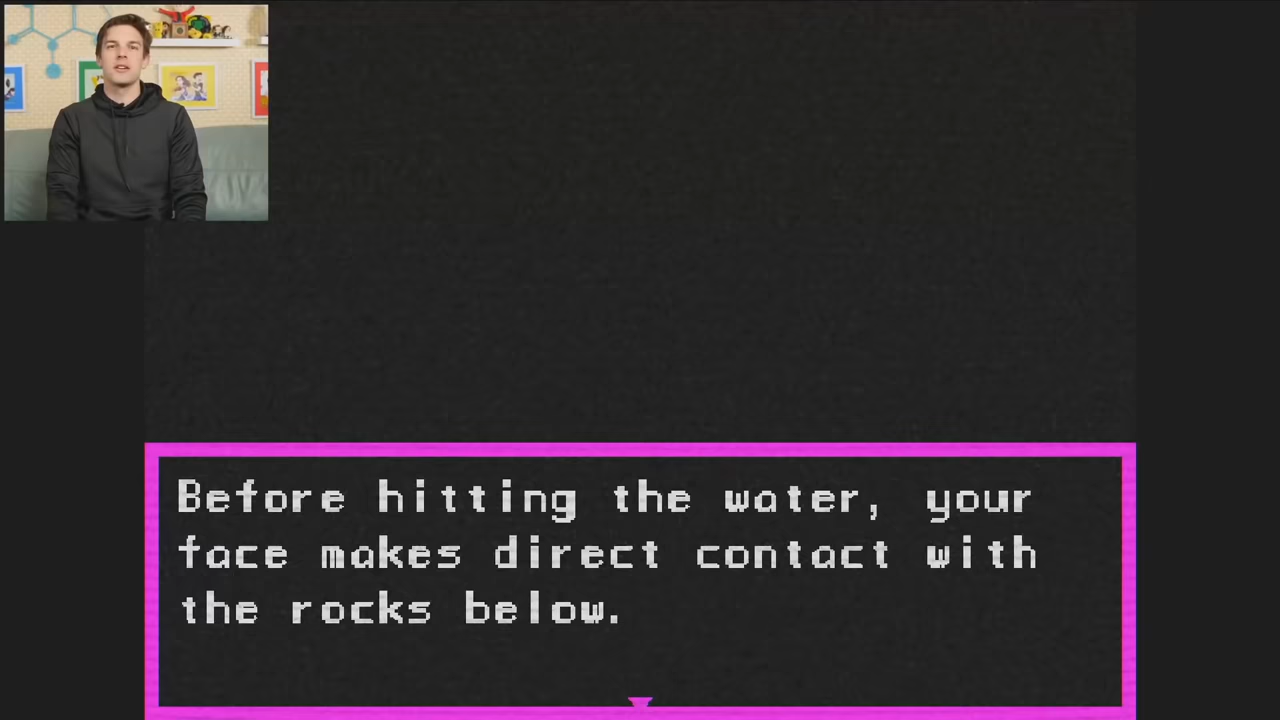 Before hitting the water, your
face makes direct contact with
the rocks below.